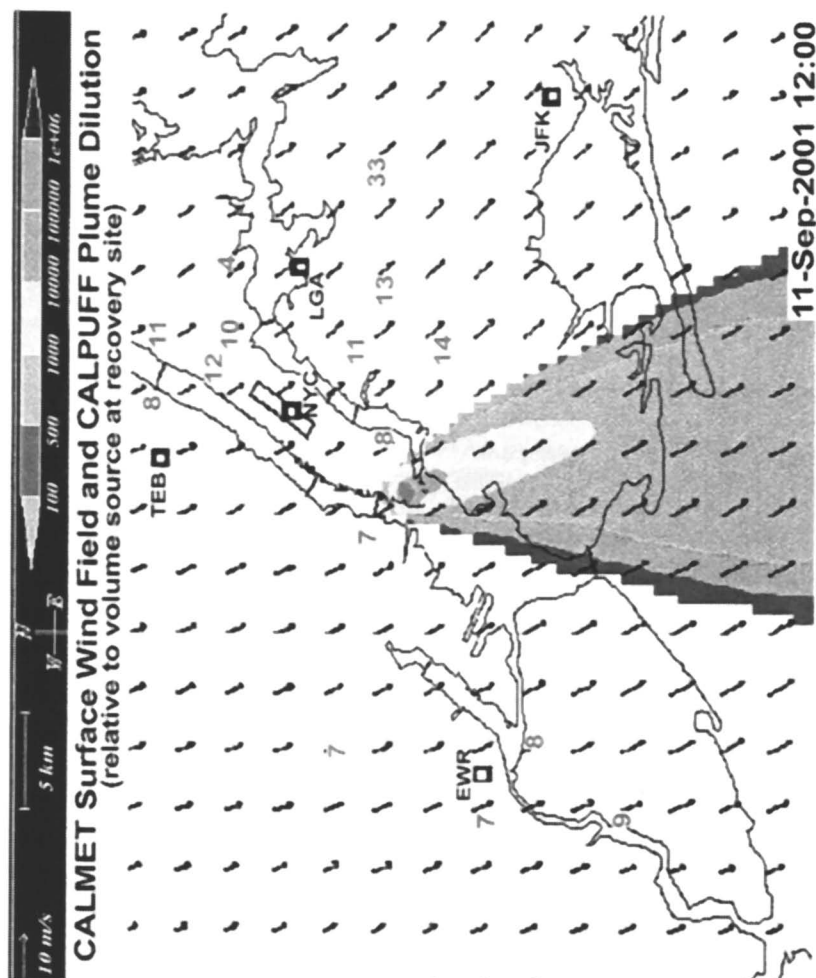 10 m/s
5 km
N
W E
100 500 1000 10000 100000 1e+06
CALMET Surface Wind Field and CALPUFF Plume Dilution
(relative to volume source at recovery site)
TEB
8
11
12
10
4
NYC
LGA
11
13
33
7
8
14
7
EWR
7
8
9
JFK
11-Sep-2001 12:00